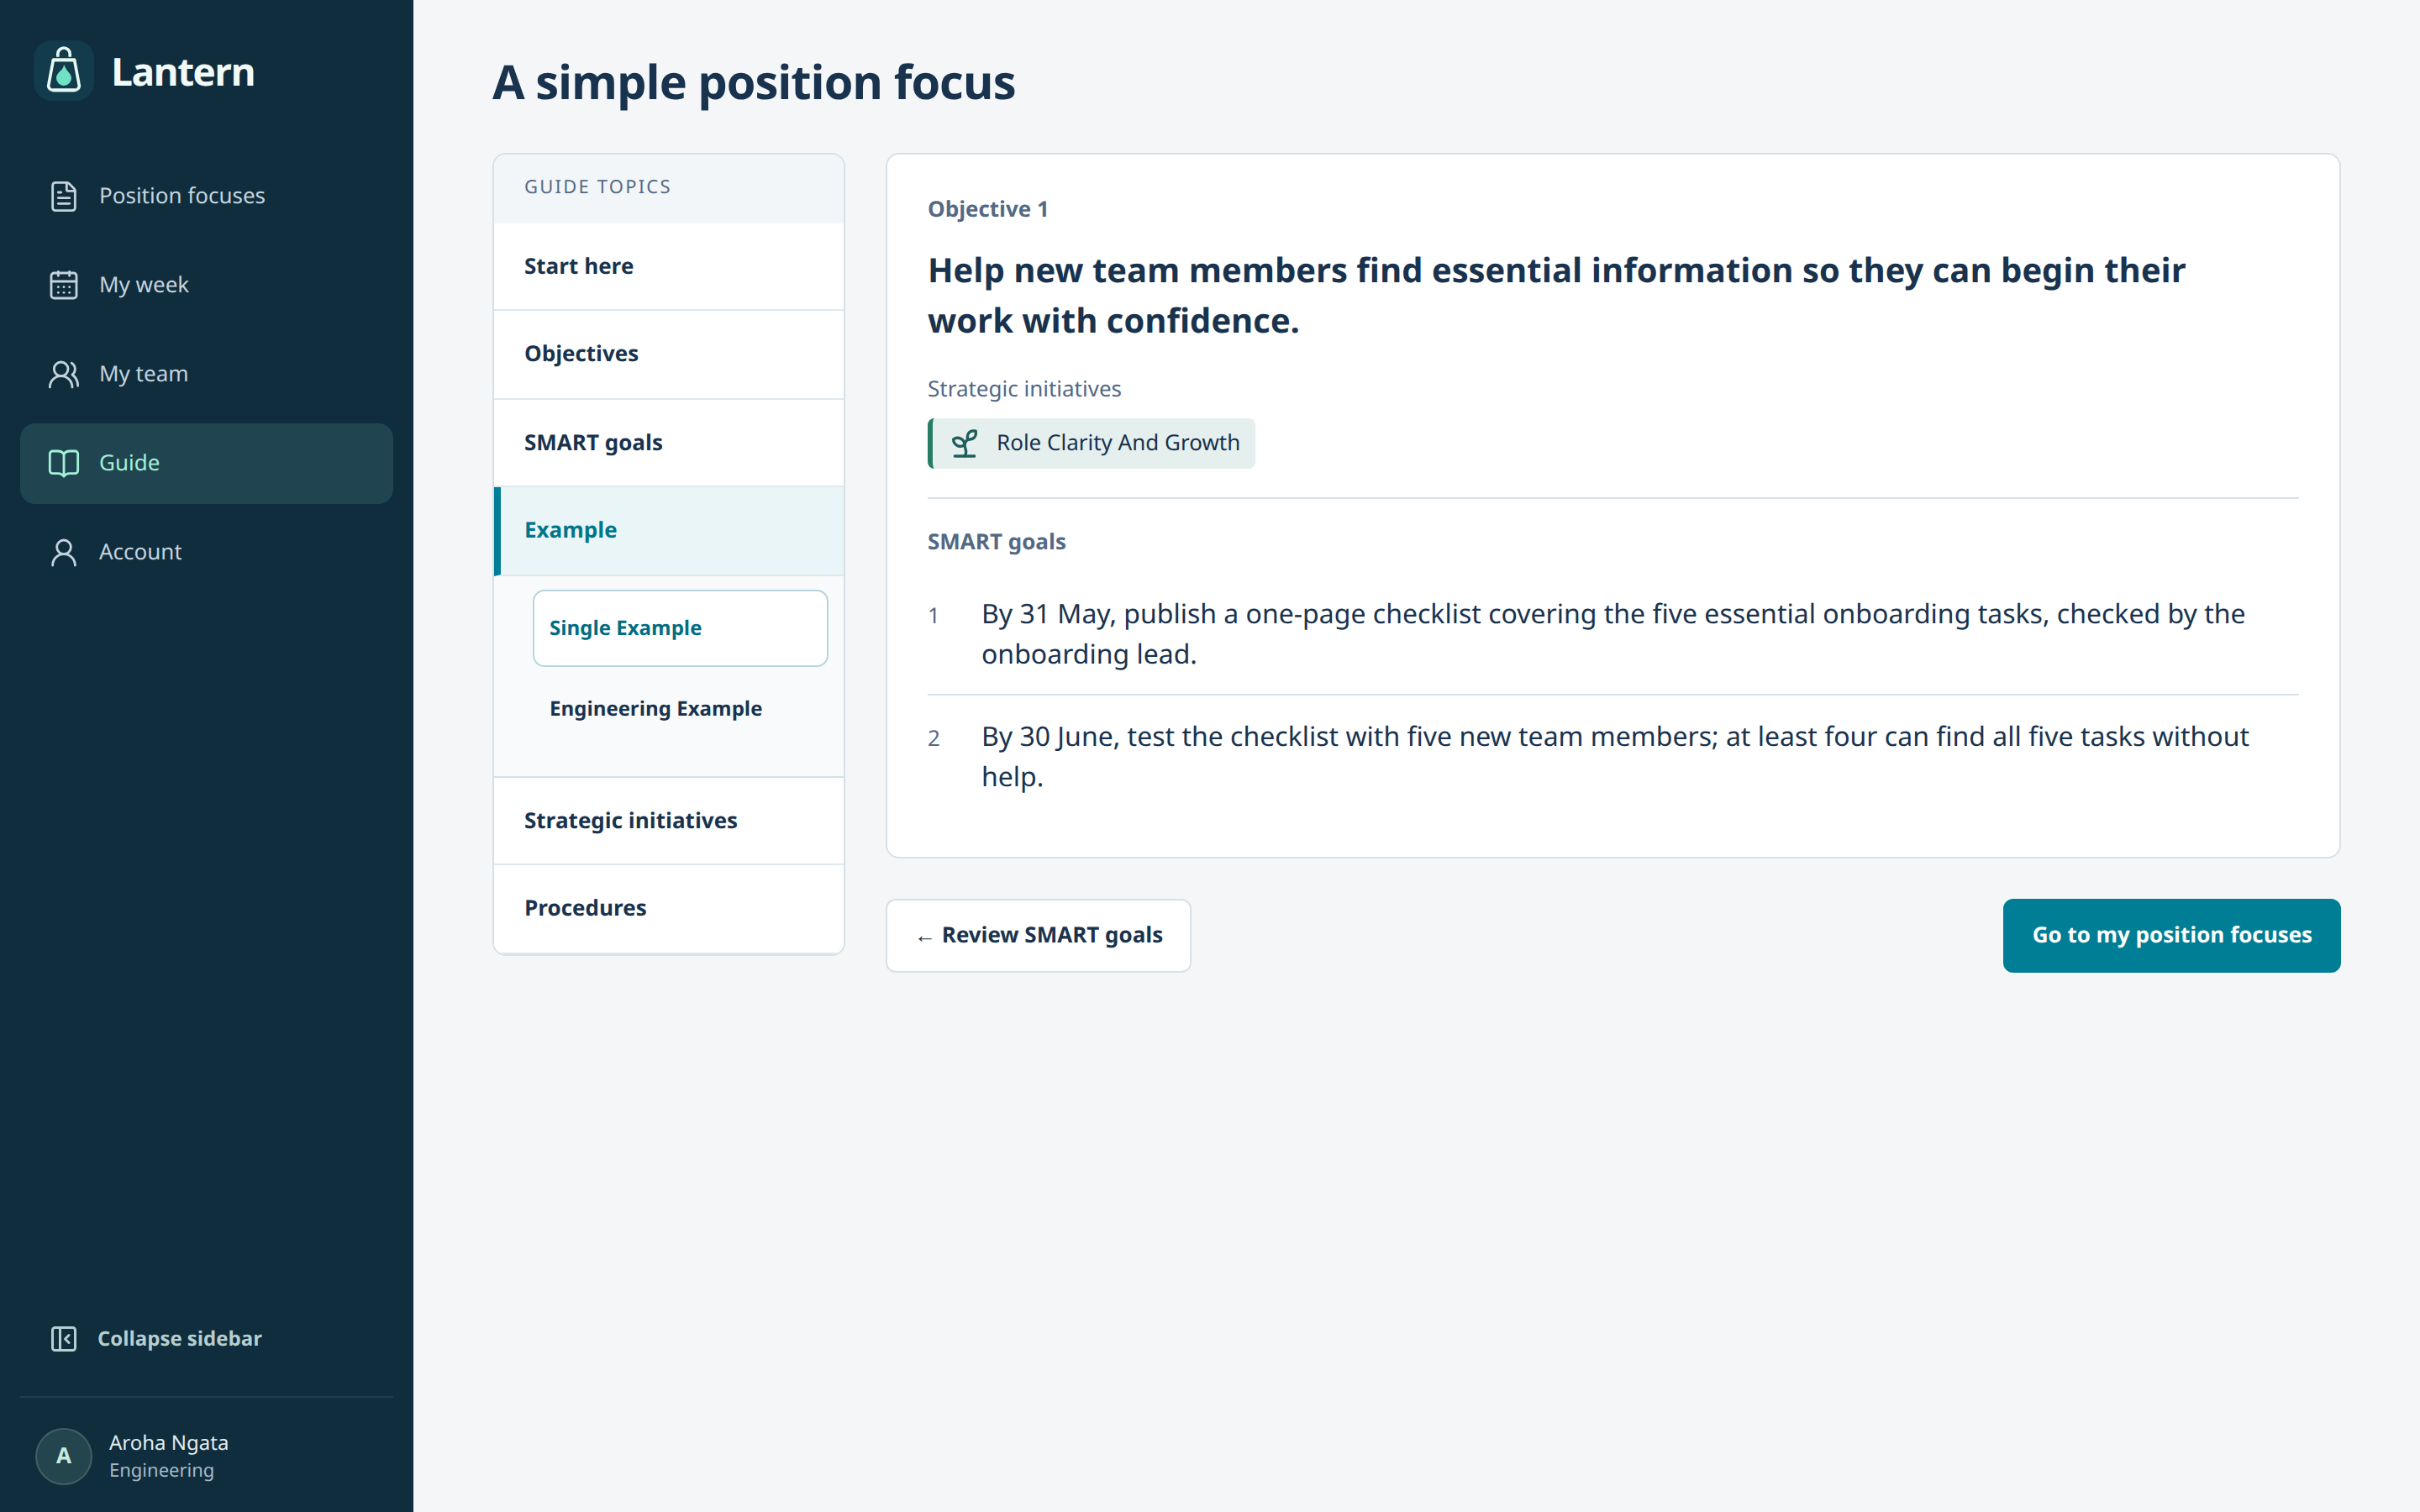 Lantern
Position focuses
My week
My team
Guide
Account
Collapse sidebar
A
Aroha Ngata
Engineering
A simple position focus
GUIDE TOPICS
Start here
Objectives
SMART goals
Example
Single Example
Engineering Example
Strategic initiatives
Procedures
Objective 1
Help new team members find essential information so they can begin their
work with confidence.
Strategic initiatives
Role Clarity And Growth
SMART goals
1 By 31 May, publish a one-page checklist covering the five essential onboarding tasks, checked by the
onboarding lead.
2 By 30 June, test the checklist with five new team members; at least four can find all five tasks without
help.
← Review SMART goals
Go to my position focuses